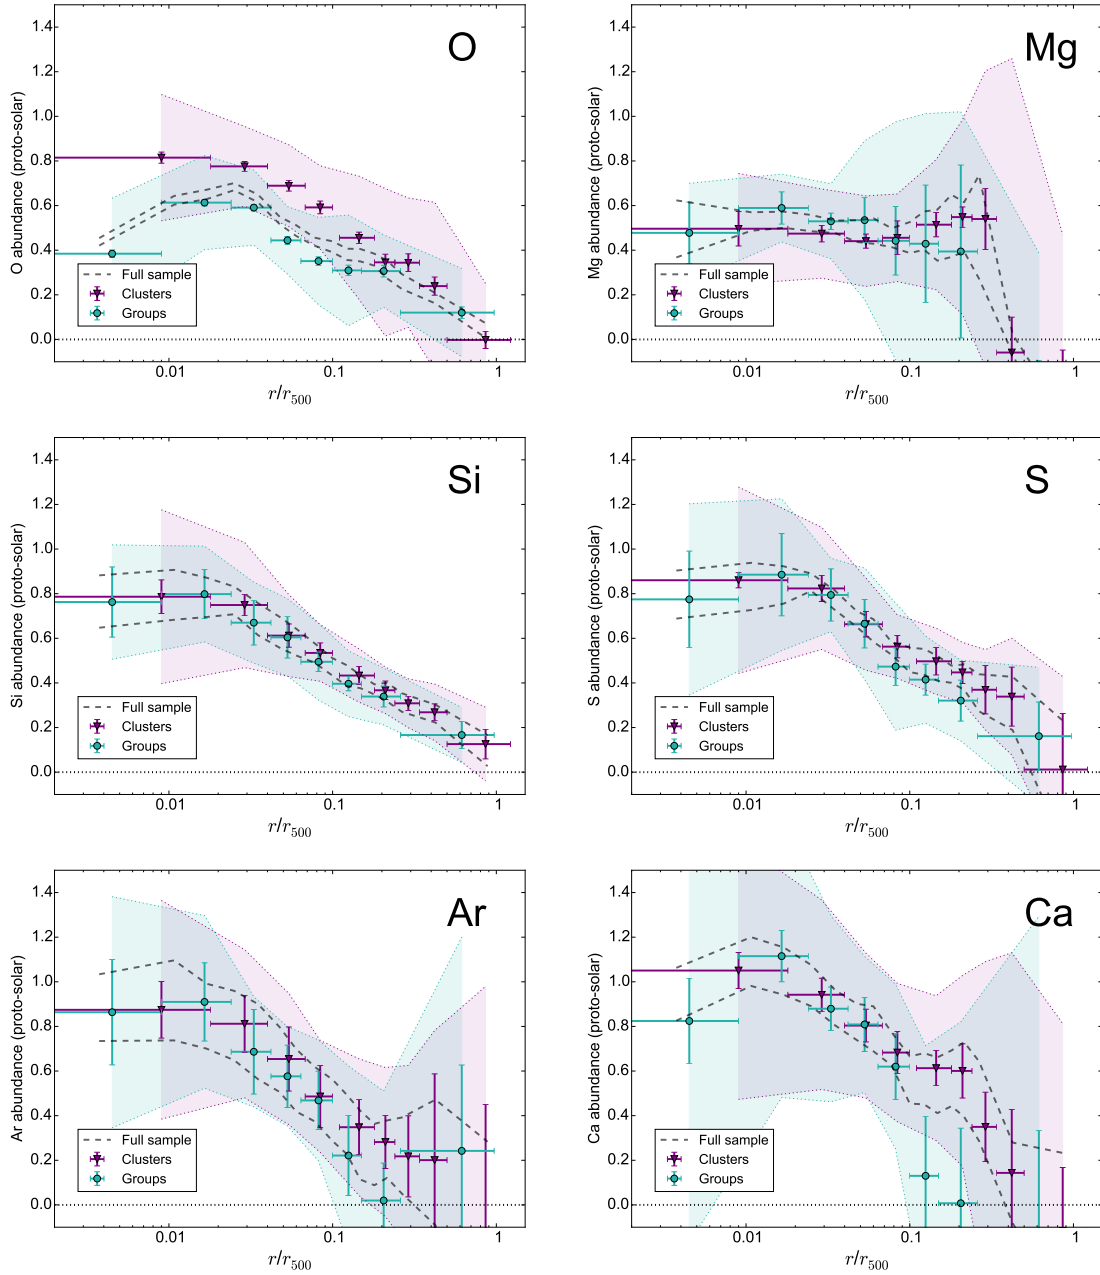 O
1.4
1.2
1.0
0.8
0.6
0.4
0.2
0.0
O abundance (proto-solar)
Full sample
Clusters
Groups
0.01
0.1
1
r/r500
Mg
1.4
1.2
1.0
0.8
0.6
0.4
0.2
0.0
Mg abundance (proto-solar)
Full sample
Clusters
Groups
0.01
0.1
1
r/r500
Si
1.4
1.2
1.0
0.8
0.6
0.4
0.2
0.0
Si abundance (proto-solar)
Full sample
Clusters
Groups
0.01
0.1
1
r/r500
S
1.4
1.2
1.0
0.8
0.6
0.4
0.2
0.0
S abundance (proto-solar)
Full sample
Clusters
Groups
0.01
0.1
1
r/r500
Ar
1.4
1.2
1.0
0.8
0.6
0.4
0.2
0.0
Ar abundance (proto-solar)
Full sample
Clusters
Groups
0.01
0.1
1
r/r500
Ca
1.4
1.2
1.0
0.8
0.6
0.4
0.2
0.0
Ca abundance (proto-solar)
Full sample
Clusters
Groups
0.01
0.1
1
r/r500